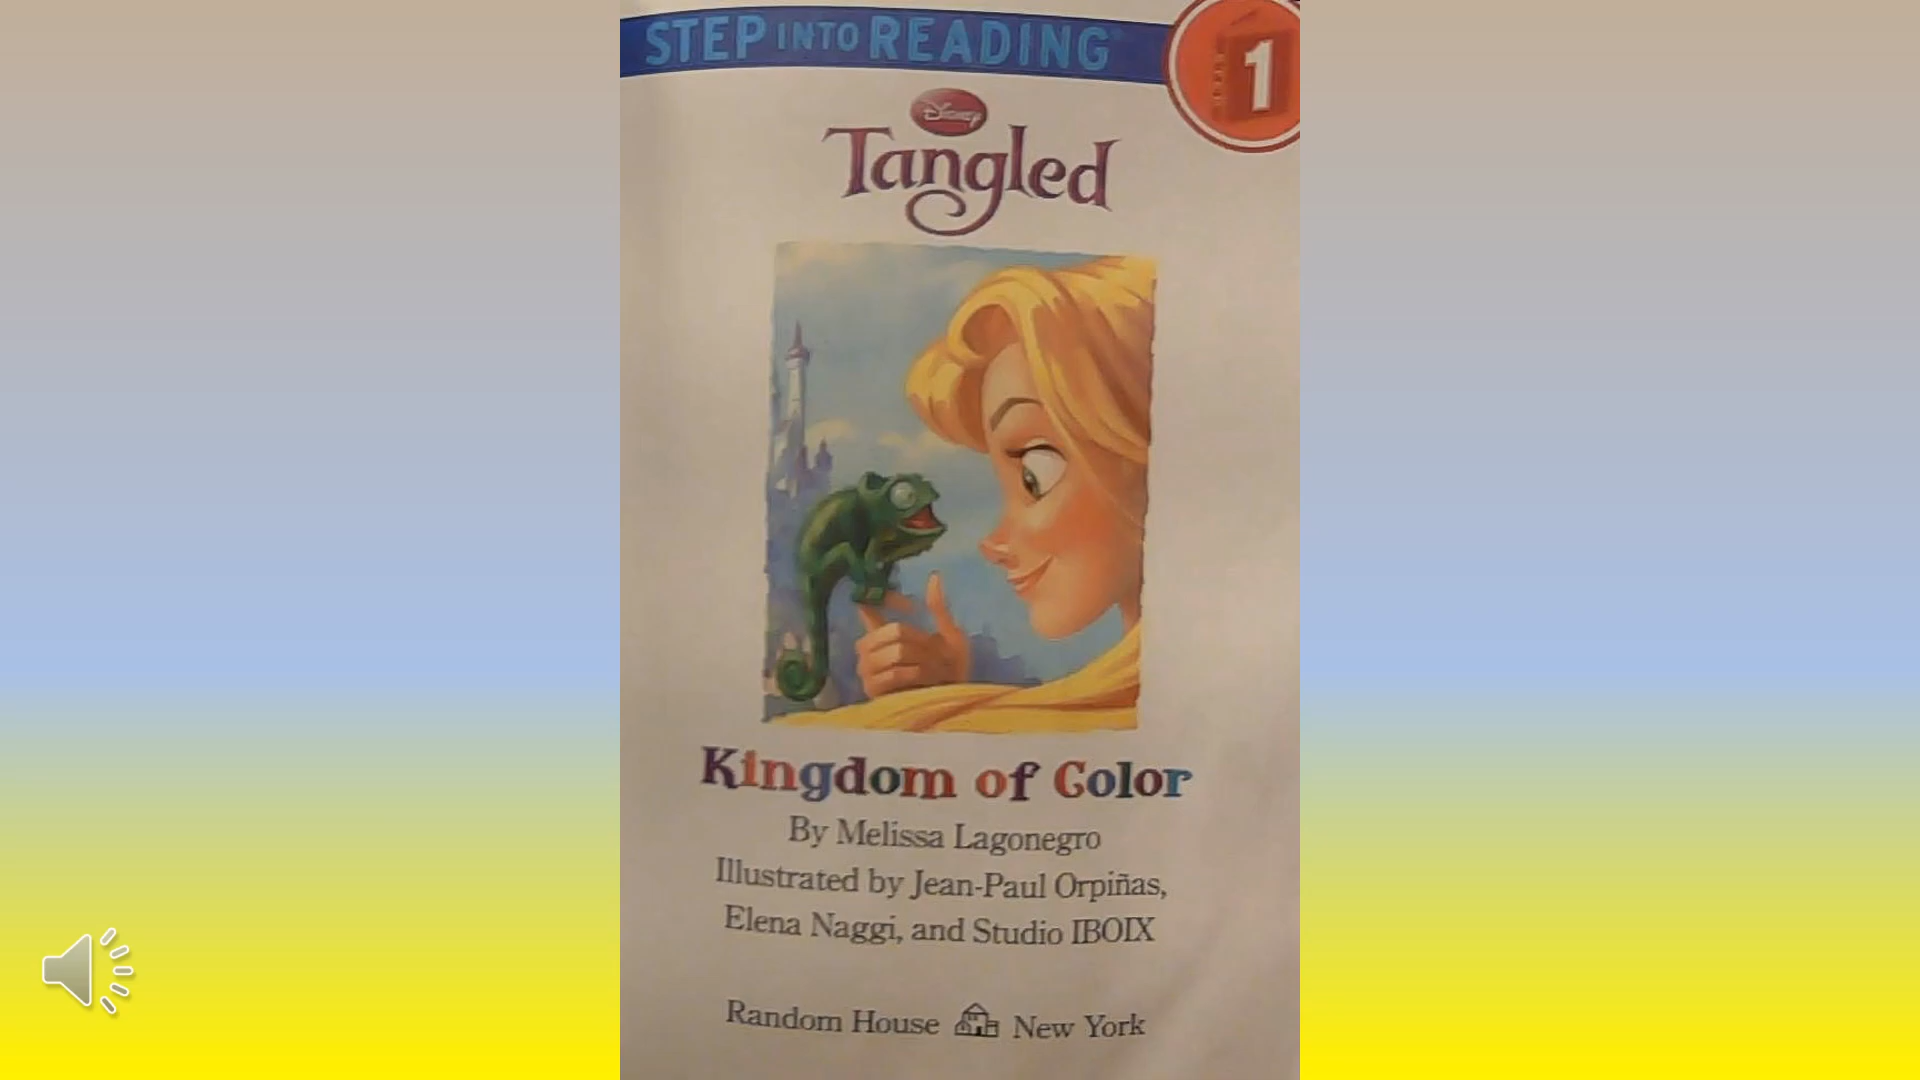 STEP INTO READING
1
Disney
Tangled
Kingdom of Color
By Melissa Lagonegro
Illustrated by Jean-Paul Orpiñas,
Elena Naggi, and Studio IBOIX
Random House New York